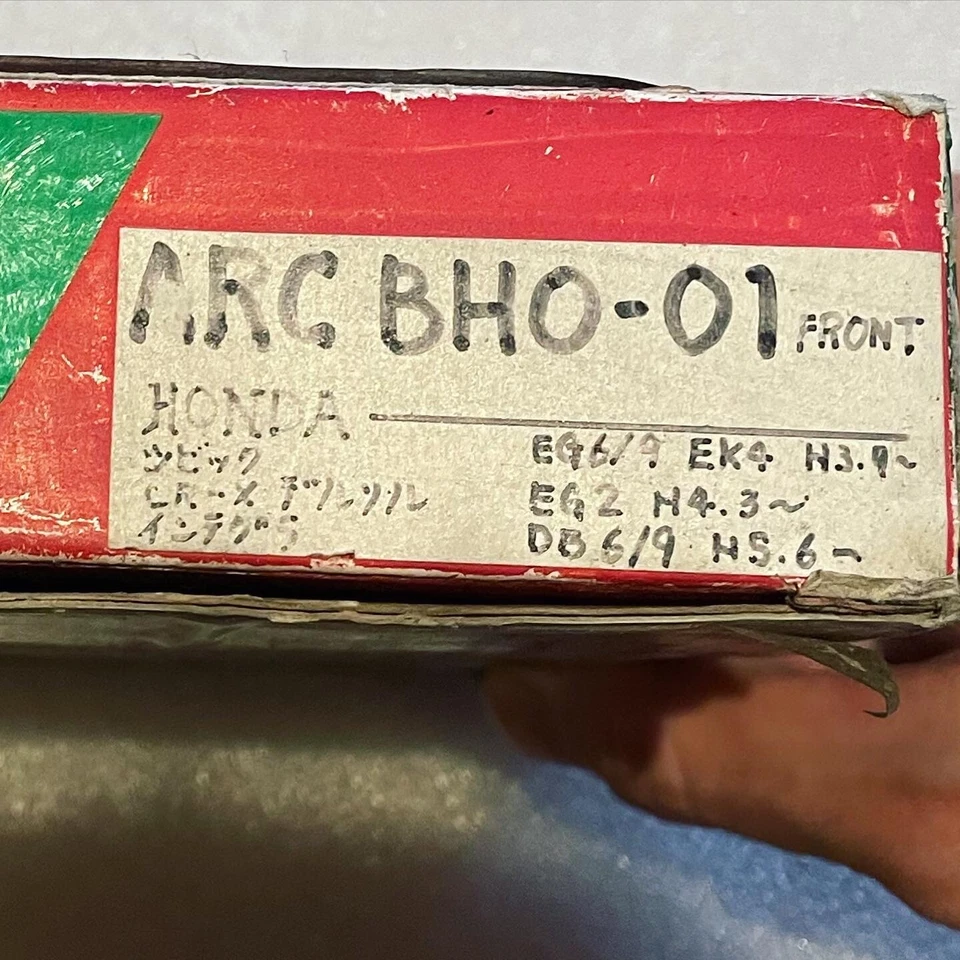 ARC BHO-01 FRONT
HONDA
シビック EG6/9 EK4 H3.9~
CR-X デルソル EG2 H4.3~
インテグラ DB6/9 H5.6~